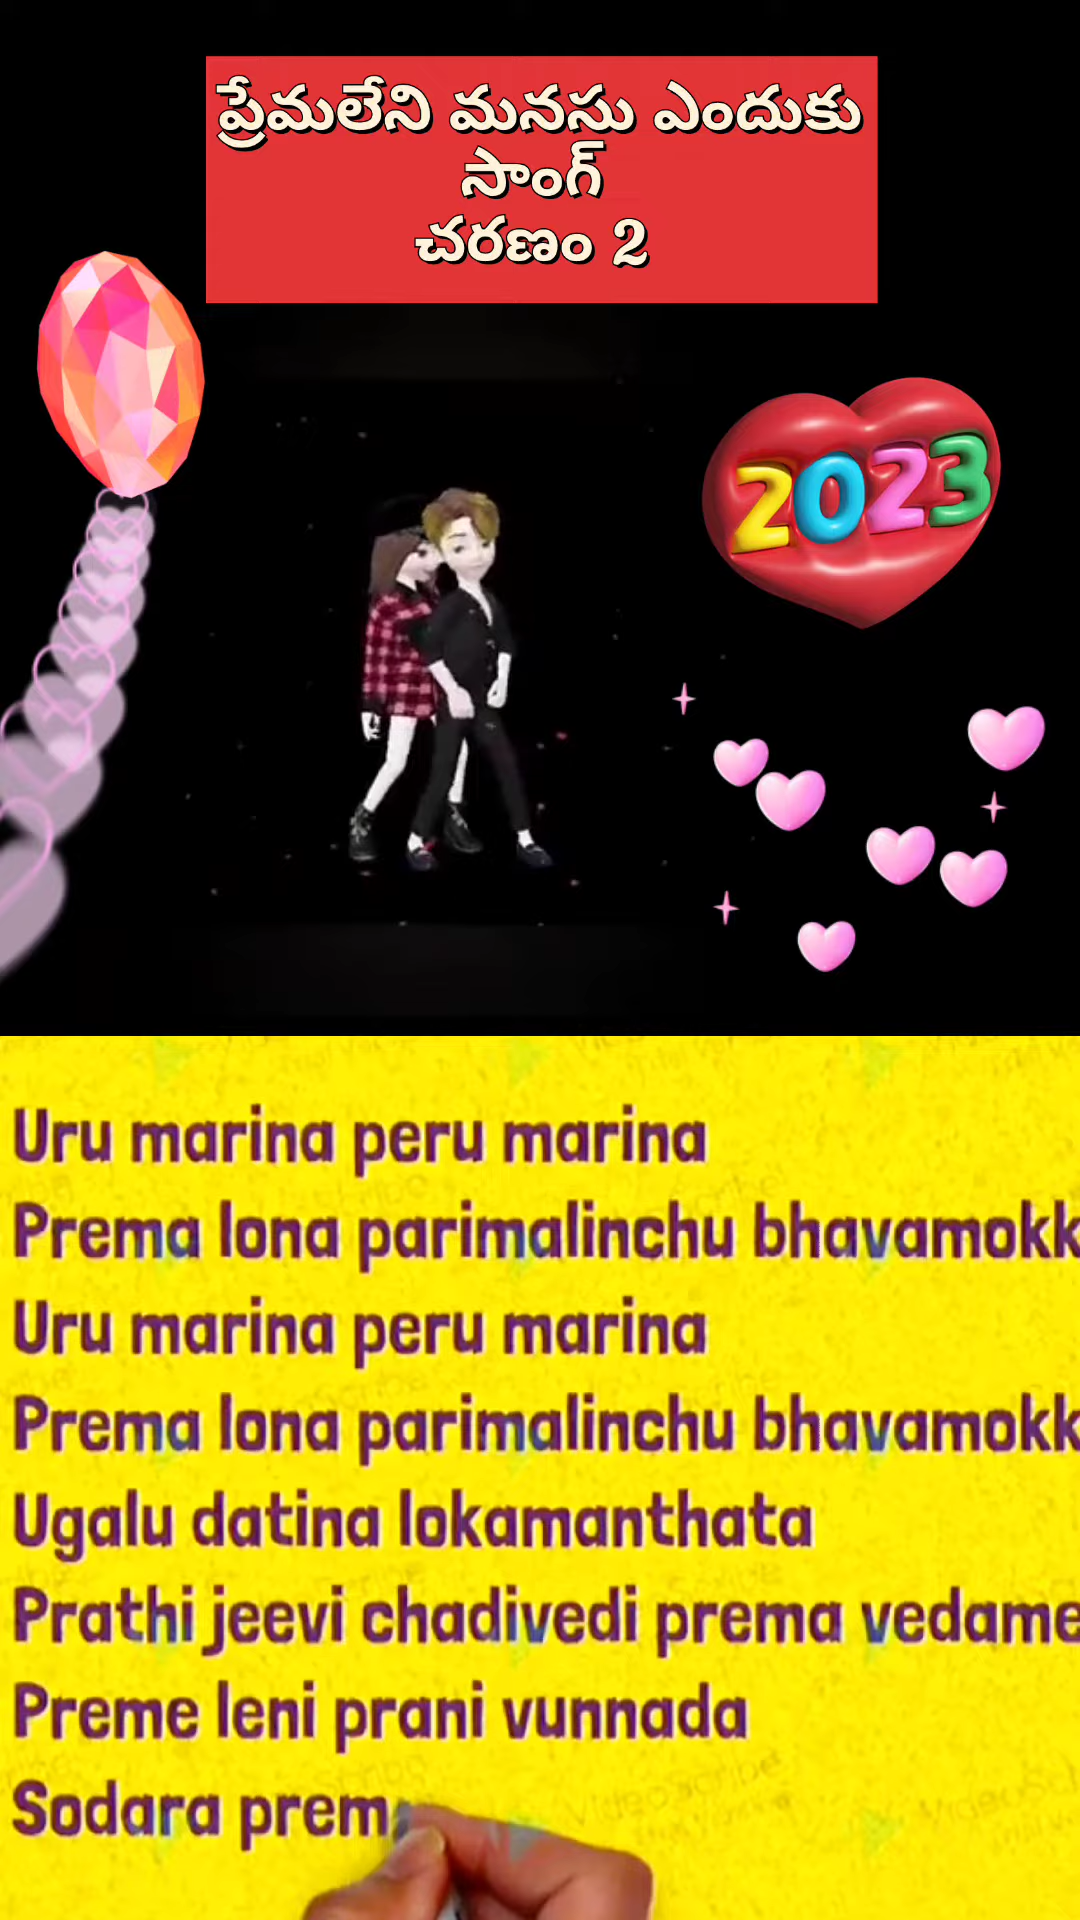 ప్రేమలేని మనసు ఎందుకు
సాంగ్
చరణం 2
2023
Uru marina peru marina
Prema lona parimalinchu bhavamokk
Uru marina peru marina
Prema lona parimalinchu bhavamokk
Ugalu datina lokamanthata
Prathi jeevi chadivedi prema vedame
Preme leni prani vunnada
Sodara prem
VideoScribe